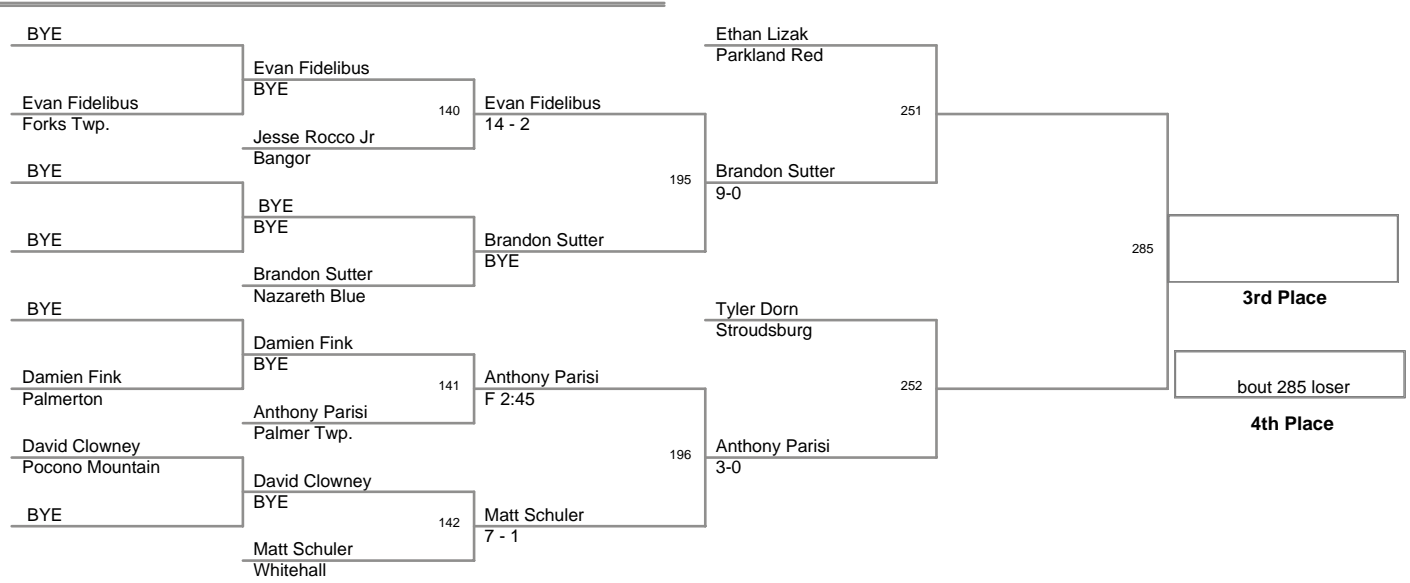 BYE
Evan Fidelibus
Forks Twp.
BYE
BYE
BYE
Damien Fink
Palmerton
David Clowney
Pocono Mountain
BYE
Evan Fidelibus
BYE
140
Jesse Rocco Jr
Bangor
BYE
BYE
Brandon Sutter
Nazareth Blue
Damien Fink
BYE
141
Anthony Parisi
Palmer Twp.
David Clowney
BYE
142
Matt Schuler
Whitehall
Evan Fidelibus
14 - 2
195
Brandon Sutter
BYE
Anthony Parisi
F 2:45
196
Matt Schuler
7 - 1
Ethan Lizak
Parkland Red
251
Brandon Sutter
9-0
Tyler Dorn
Stroudsburg
252
Anthony Parisi
3-0
285
3rd Place
bout 285 loser
4th Place